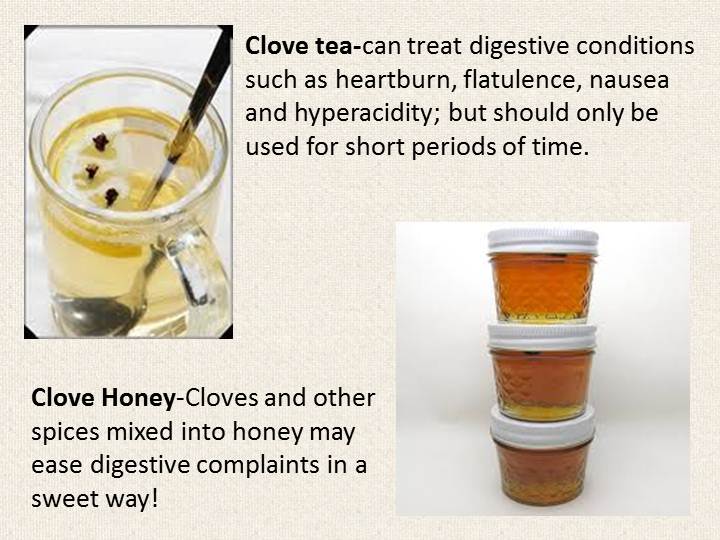 Clove tea-can treat digestive conditions
such as heartburn, flatulence, nausea
and hyperacidity; but should only be
used for short periods of time.
Clove Honey-Cloves and other
spices mixed into honey may
ease digestive complaints in a
sweet way!